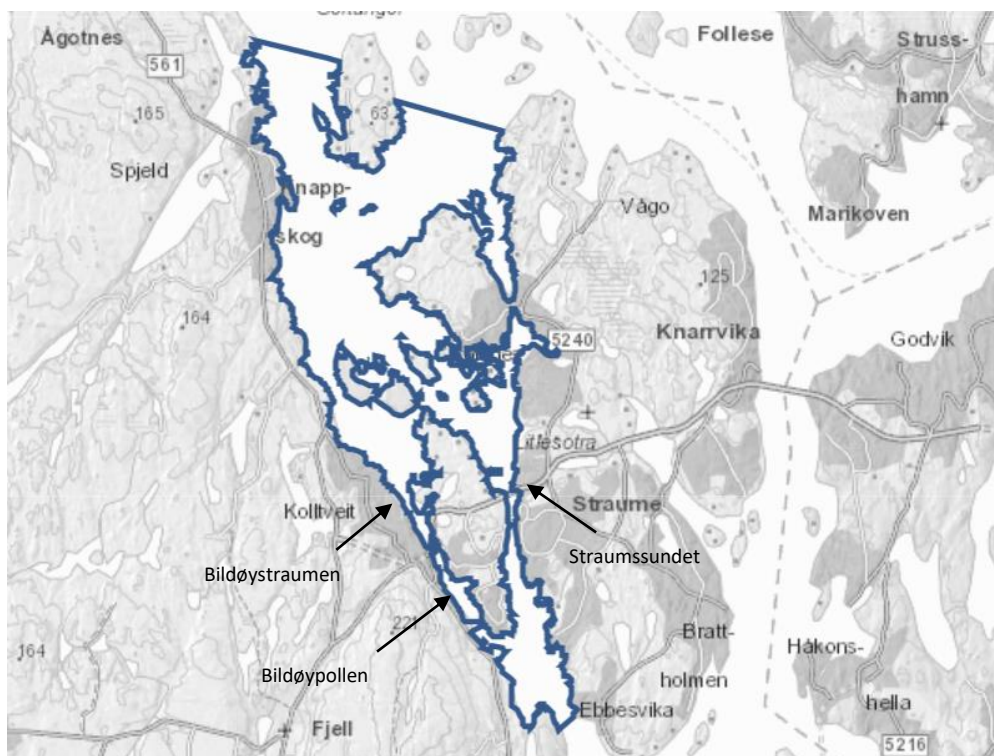 Ågotnes
Follese
Struss-
hamn
561
165
63
Spjeld
Knapp-
skog
Vågo
Marikoven
125
164
5240
Knarrvika
Godvik
Litlesotra
Kolltveit
Straume
Straumssundet
Bildøystraumen
221
Bildøypollen
164
Bratt-
holmen
Håkons-
hella
Ebbesvika
Fjell
5216